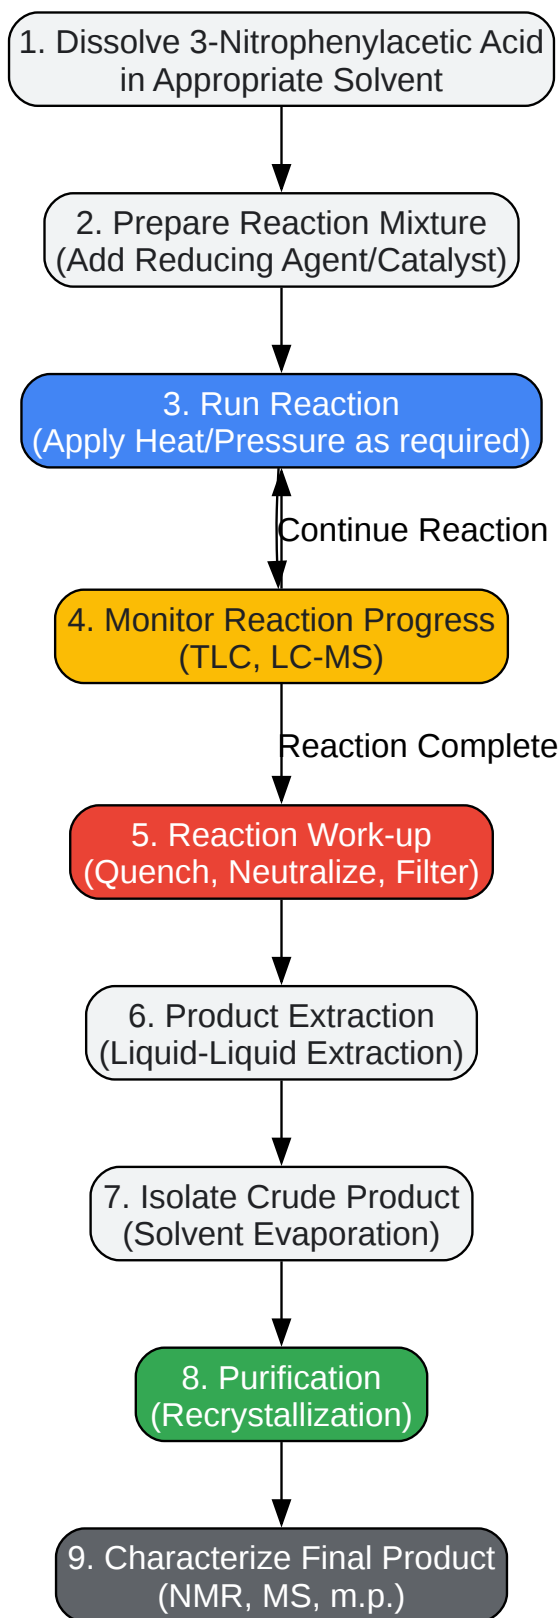 1. Dissolve 3-Nitrophenylacetic Acid
in Appropriate Solvent
2. Prepare Reaction Mixture
(Add Reducing Agent/Catalyst)
3. Run Reaction
(Apply Heat/Pressure as required)
Continue Reaction
4. Monitor Reaction Progress
(TLC, LC-MS)
Reaction Complete
5. Reaction Work-up
(Quench, Neutralize, Filter)
6. Product Extraction
(Liquid-Liquid Extraction)
7. Isolate Crude Product
(Solvent Evaporation)
8. Purification
(Recrystallization)
9. Characterize Final Product
(NMR, MS, m.p.)